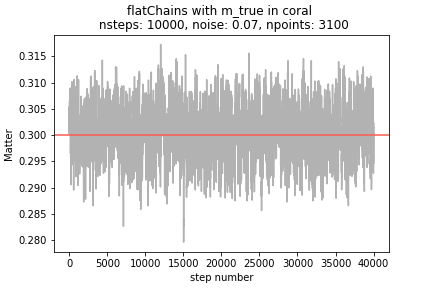 flatChains with m_true in coral
nsteps: 10000, noise: 0.07, npoints: 3100
0.315
0.310
0.305
0.300
0.295
0.290
0.285
0.280
Matter
0 5000 10000 15000 20000 25000 30000 35000 40000
step number